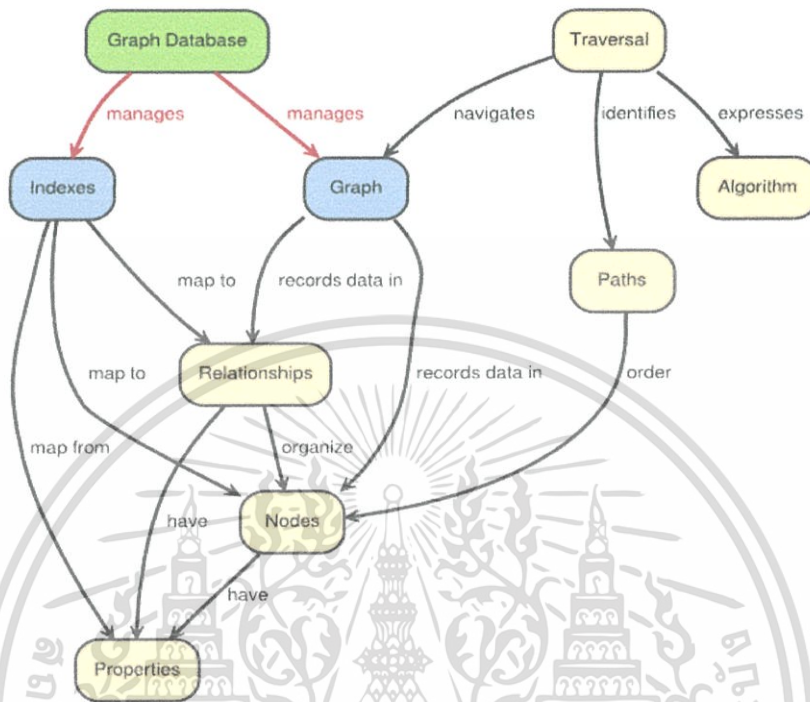 Graph Database
Traversal
manages
manages
navigates
identifies
expresses
Indexes
Graph
Algorithm
map to
records data in
Paths
Relationships
map to
records data in
order
map from
organize
have
Nodes
have
Properties